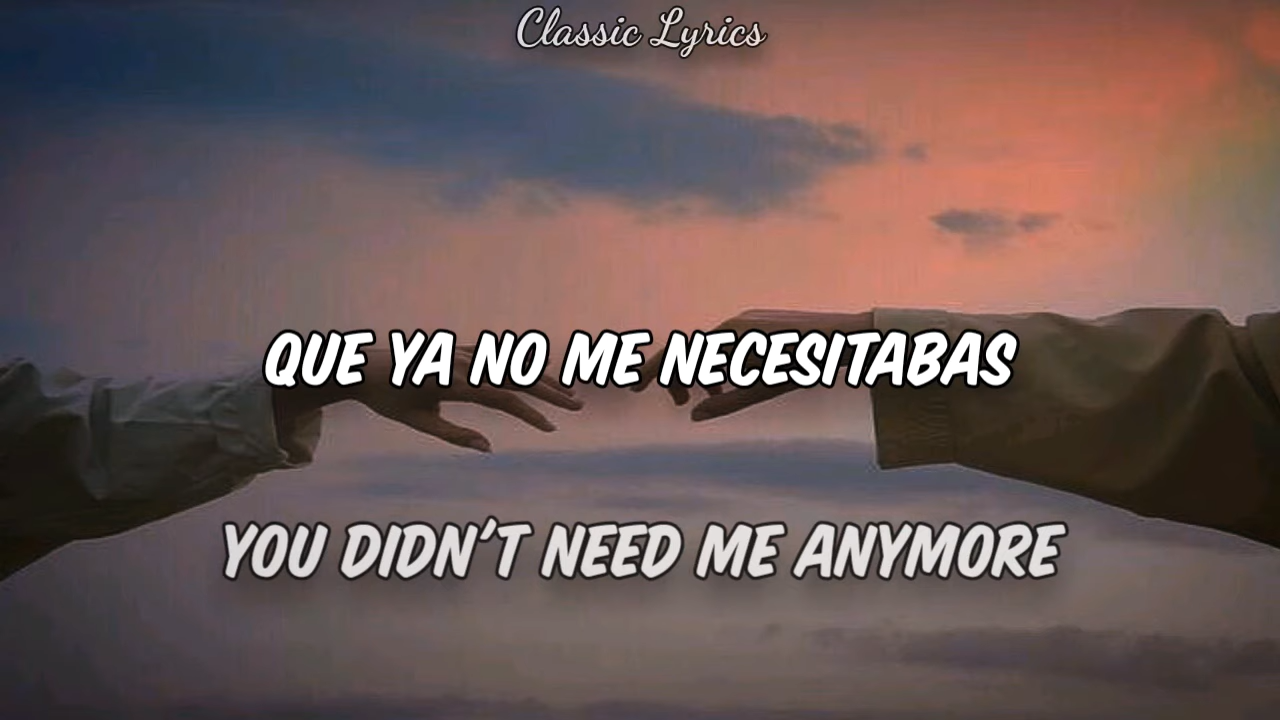 Classic Lyrics
QUE YA NO ME NECESITABAS
YOU DIDN'T NEED ME ANYMORE